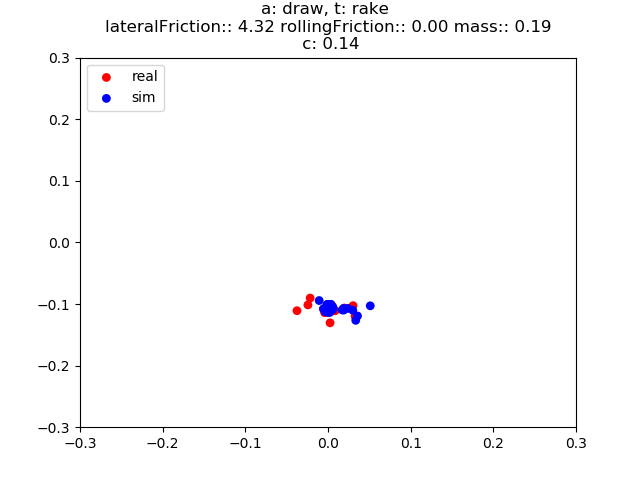 a: draw, t: rake
lateralFriction:: 4.32 rollingFriction:: 0.00 mass:: 0.19
c: 0.14
real
sim
0.3
0.2
0.1
0.0
−0.1
−0.2
−0.3
−0.3
−0.2
−0.1
0.0
0.1
0.2
0.3